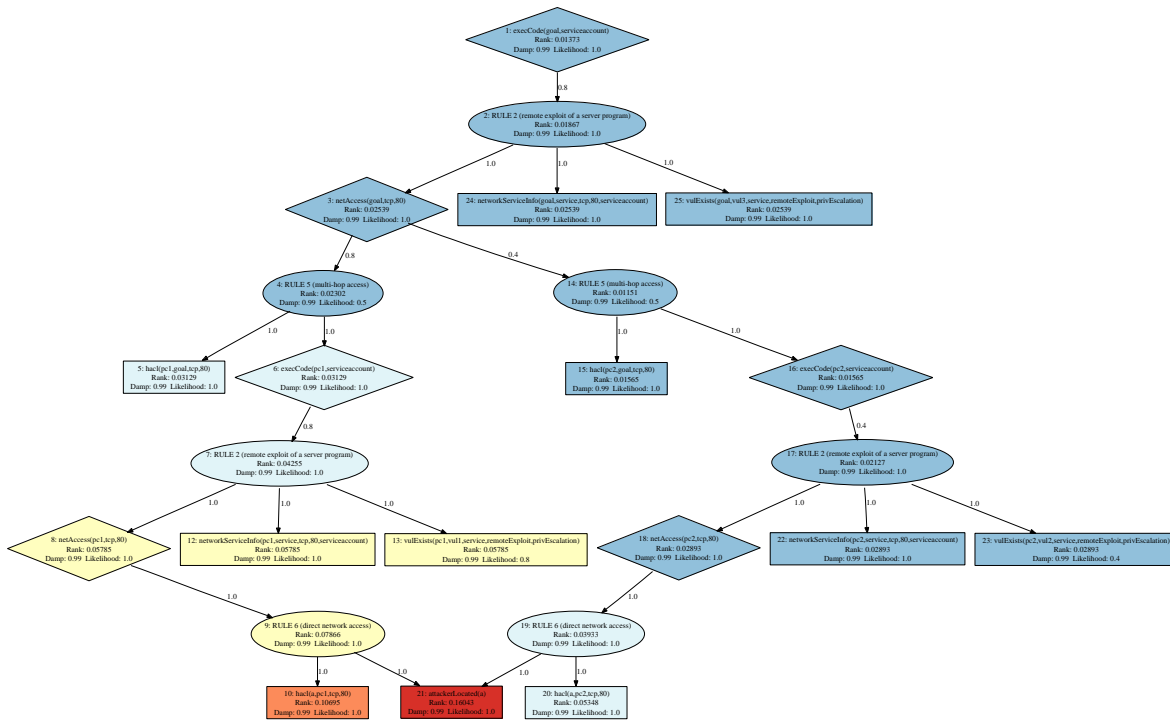 1: execCode(goal,serviceaccount)
Rank: 0.01373
Damp: 0.99 Likelihood: 1.0
0.8
2: RULE 2 (remote exploit of a server program)
Rank: 0.01867
Damp: 0.99 Likelihood: 1.0
1.0
1.0
1.0
3: netAccess(goal,tcp,80)
Rank: 0.02539
Damp: 0.99 Likelihood: 1.0
24: networkServiceInfo(goal,service,tcp,80,serviceaccount)
Rank: 0.02539
Damp: 0.99 Likelihood: 1.0
25: vulExists(goal,vul3,service,remoteExploit,privEscalation)
Rank: 0.02539
Damp: 0.99 Likelihood: 1.0
0.8
0.4
4: RULE 5 (multi-hop access)
Rank: 0.02302
Damp: 0.99 Likelihood: 0.5
14: RULE 5 (multi-hop access)
Rank: 0.01151
Damp: 0.99 Likelihood: 0.5
1.0
1.0
1.0
1.0
5: hacl(pc1,goal,tcp,80)
Rank: 0.03129
Damp: 0.99 Likelihood: 1.0
6: execCode(pc1,serviceaccount)
Rank: 0.03129
Damp: 0.99 Likelihood: 1.0
15: hacl(pc2,goal,tcp,80)
Rank: 0.01565
Damp: 0.99 Likelihood: 1.0
16: execCode(pc2,serviceaccount)
Rank: 0.01565
Damp: 0.99 Likelihood: 1.0
0.8
0.4
7: RULE 2 (remote exploit of a server program)
Rank: 0.04255
Damp: 0.99 Likelihood: 1.0
17: RULE 2 (remote exploit of a server program)
Rank: 0.02127
Damp: 0.99 Likelihood: 1.0
1.0
1.0
1.0
1.0
1.0
1.0
8: netAccess(pc1,tcp,80)
Rank: 0.05785
Damp: 0.99 Likelihood: 1.0
12: networkServiceInfo(pc1,service,tcp,80,serviceaccount)
Rank: 0.05785
Damp: 0.99 Likelihood: 1.0
13: vulExists(pc1,vul1,service,remoteExploit,privEscalation)
Rank: 0.05785
Damp: 0.99 Likelihood: 0.8
18: netAccess(pc2,tcp,80)
Rank: 0.02893
Damp: 0.99 Likelihood: 1.0
22: networkServiceInfo(pc2,service,tcp,80,serviceaccount)
Rank: 0.02893
Damp: 0.99 Likelihood: 1.0
23: vulExists(pc2,vul2,service,remoteExploit,privEscalation)
Rank: 0.02893
Damp: 0.99 Likelihood: 0.4
1.0
1.0
9: RULE 6 (direct network access)
Rank: 0.07866
Damp: 0.99 Likelihood: 1.0
19: RULE 6 (direct network access)
Rank: 0.03933
Damp: 0.99 Likelihood: 1.0
1.0
1.0
1.0
1.0
10: hacl(a,pc1,tcp,80)
Rank: 0.10695
Damp: 0.99 Likelihood: 1.0
21: attackerLocated(a)
Rank: 0.16043
Damp: 0.99 Likelihood: 1.0
20: hacl(a,pc2,tcp,80)
Rank: 0.05348
Damp: 0.99 Likelihood: 1.0